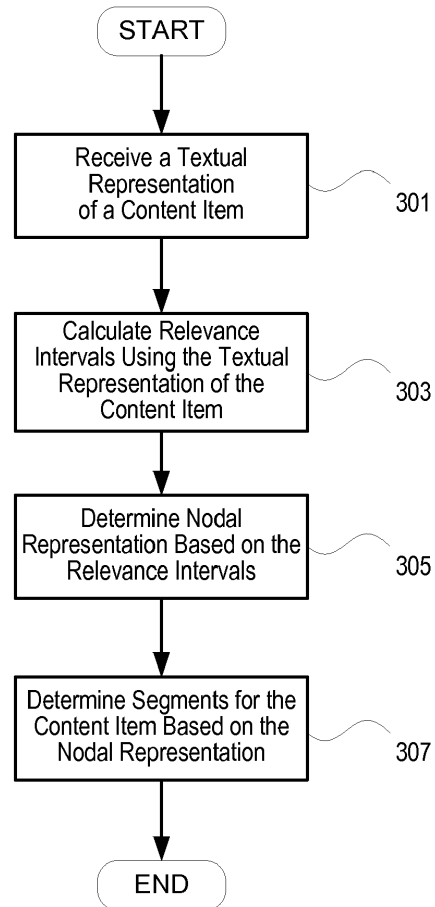 START
Receive a Textual
Representation
of a Content Item
301
Calculate Relevance
Intervals Using the Textual
Representation of the
Content Item
303
Determine Nodal
Representation Based on the
Relevance Intervals
305
Determine Segments for the
Content Item Based on the
Nodal Representation
307
END